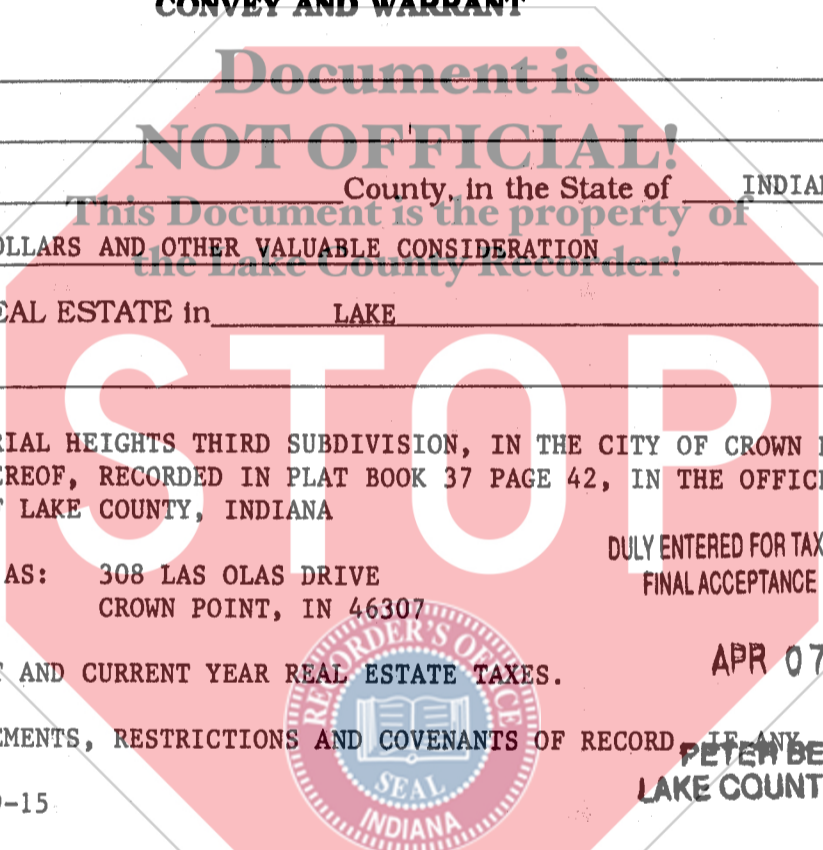 CONVEY AND WARRANT
Document is
NOT OFFICIAL!
County, in the State of INDIAN
This Document is the property of
OLLARS AND OTHER VALUABLE CONSIDERATION
the Lake County Recorder!
EAL ESTATE in LAKE
STOP
RIAL HEIGHTS THIRD SUBDIVISION, IN THE CITY OF CROWN
EREOF, RECORDED IN PLAT BOOK 37 PAGE 42, IN THE OFFICE
LAKE COUNTY, INDIANA
DULY ENTERED FOR TAX
AS: 308 LAS OLAS DRIVE
FINAL ACCEPTANCE
CROWN POINT, IN 46307
RECORDER'S OFFICE
APR 07
AND CURRENT YEAR REAL ESTATE TAXES.
EMENTS, RESTRICTIONS AND COVENANTS OF RECORD, IF ANY
PETER BE
SEAL
LAKE COUNT
-15
INDIANA